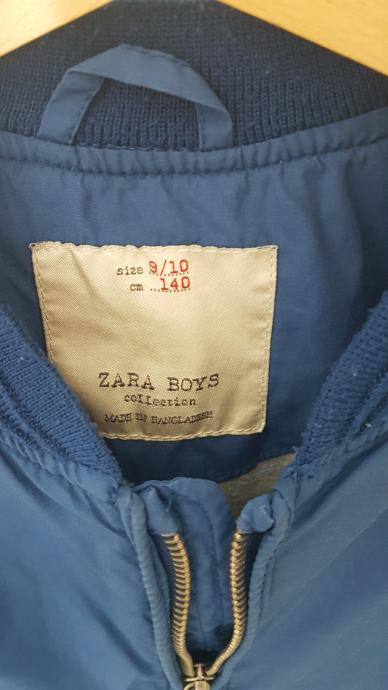 size 9/10
cm 140
ZARA BOYS
collection
MADE IN BANGLADESH